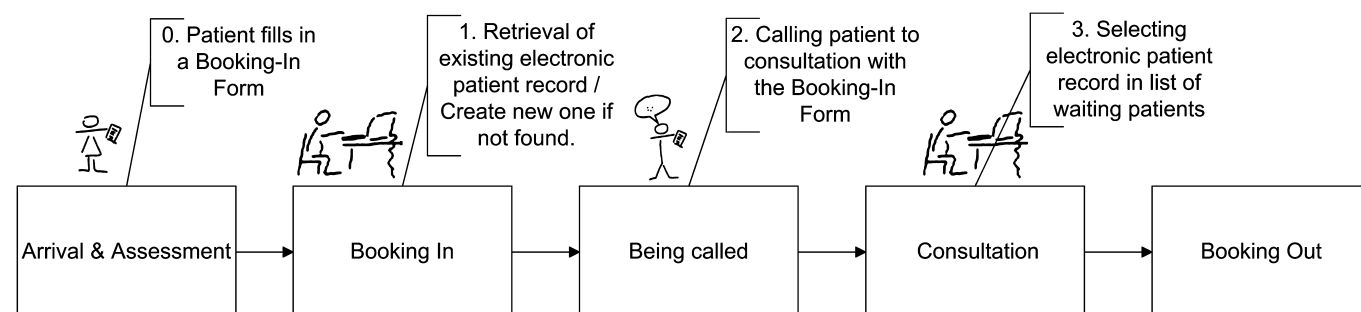 0. Patient fills in
a Booking-In
Form
1. Retrieval of
existing electronic
patient record /
Create new one if
not found.
2. Calling patient to
consultation with
the Booking-In
Form
3. Selecting
electronic patient
record in list of
waiting patients
Arrival & Assessment
Booking In
Being called
Consultation
Booking Out